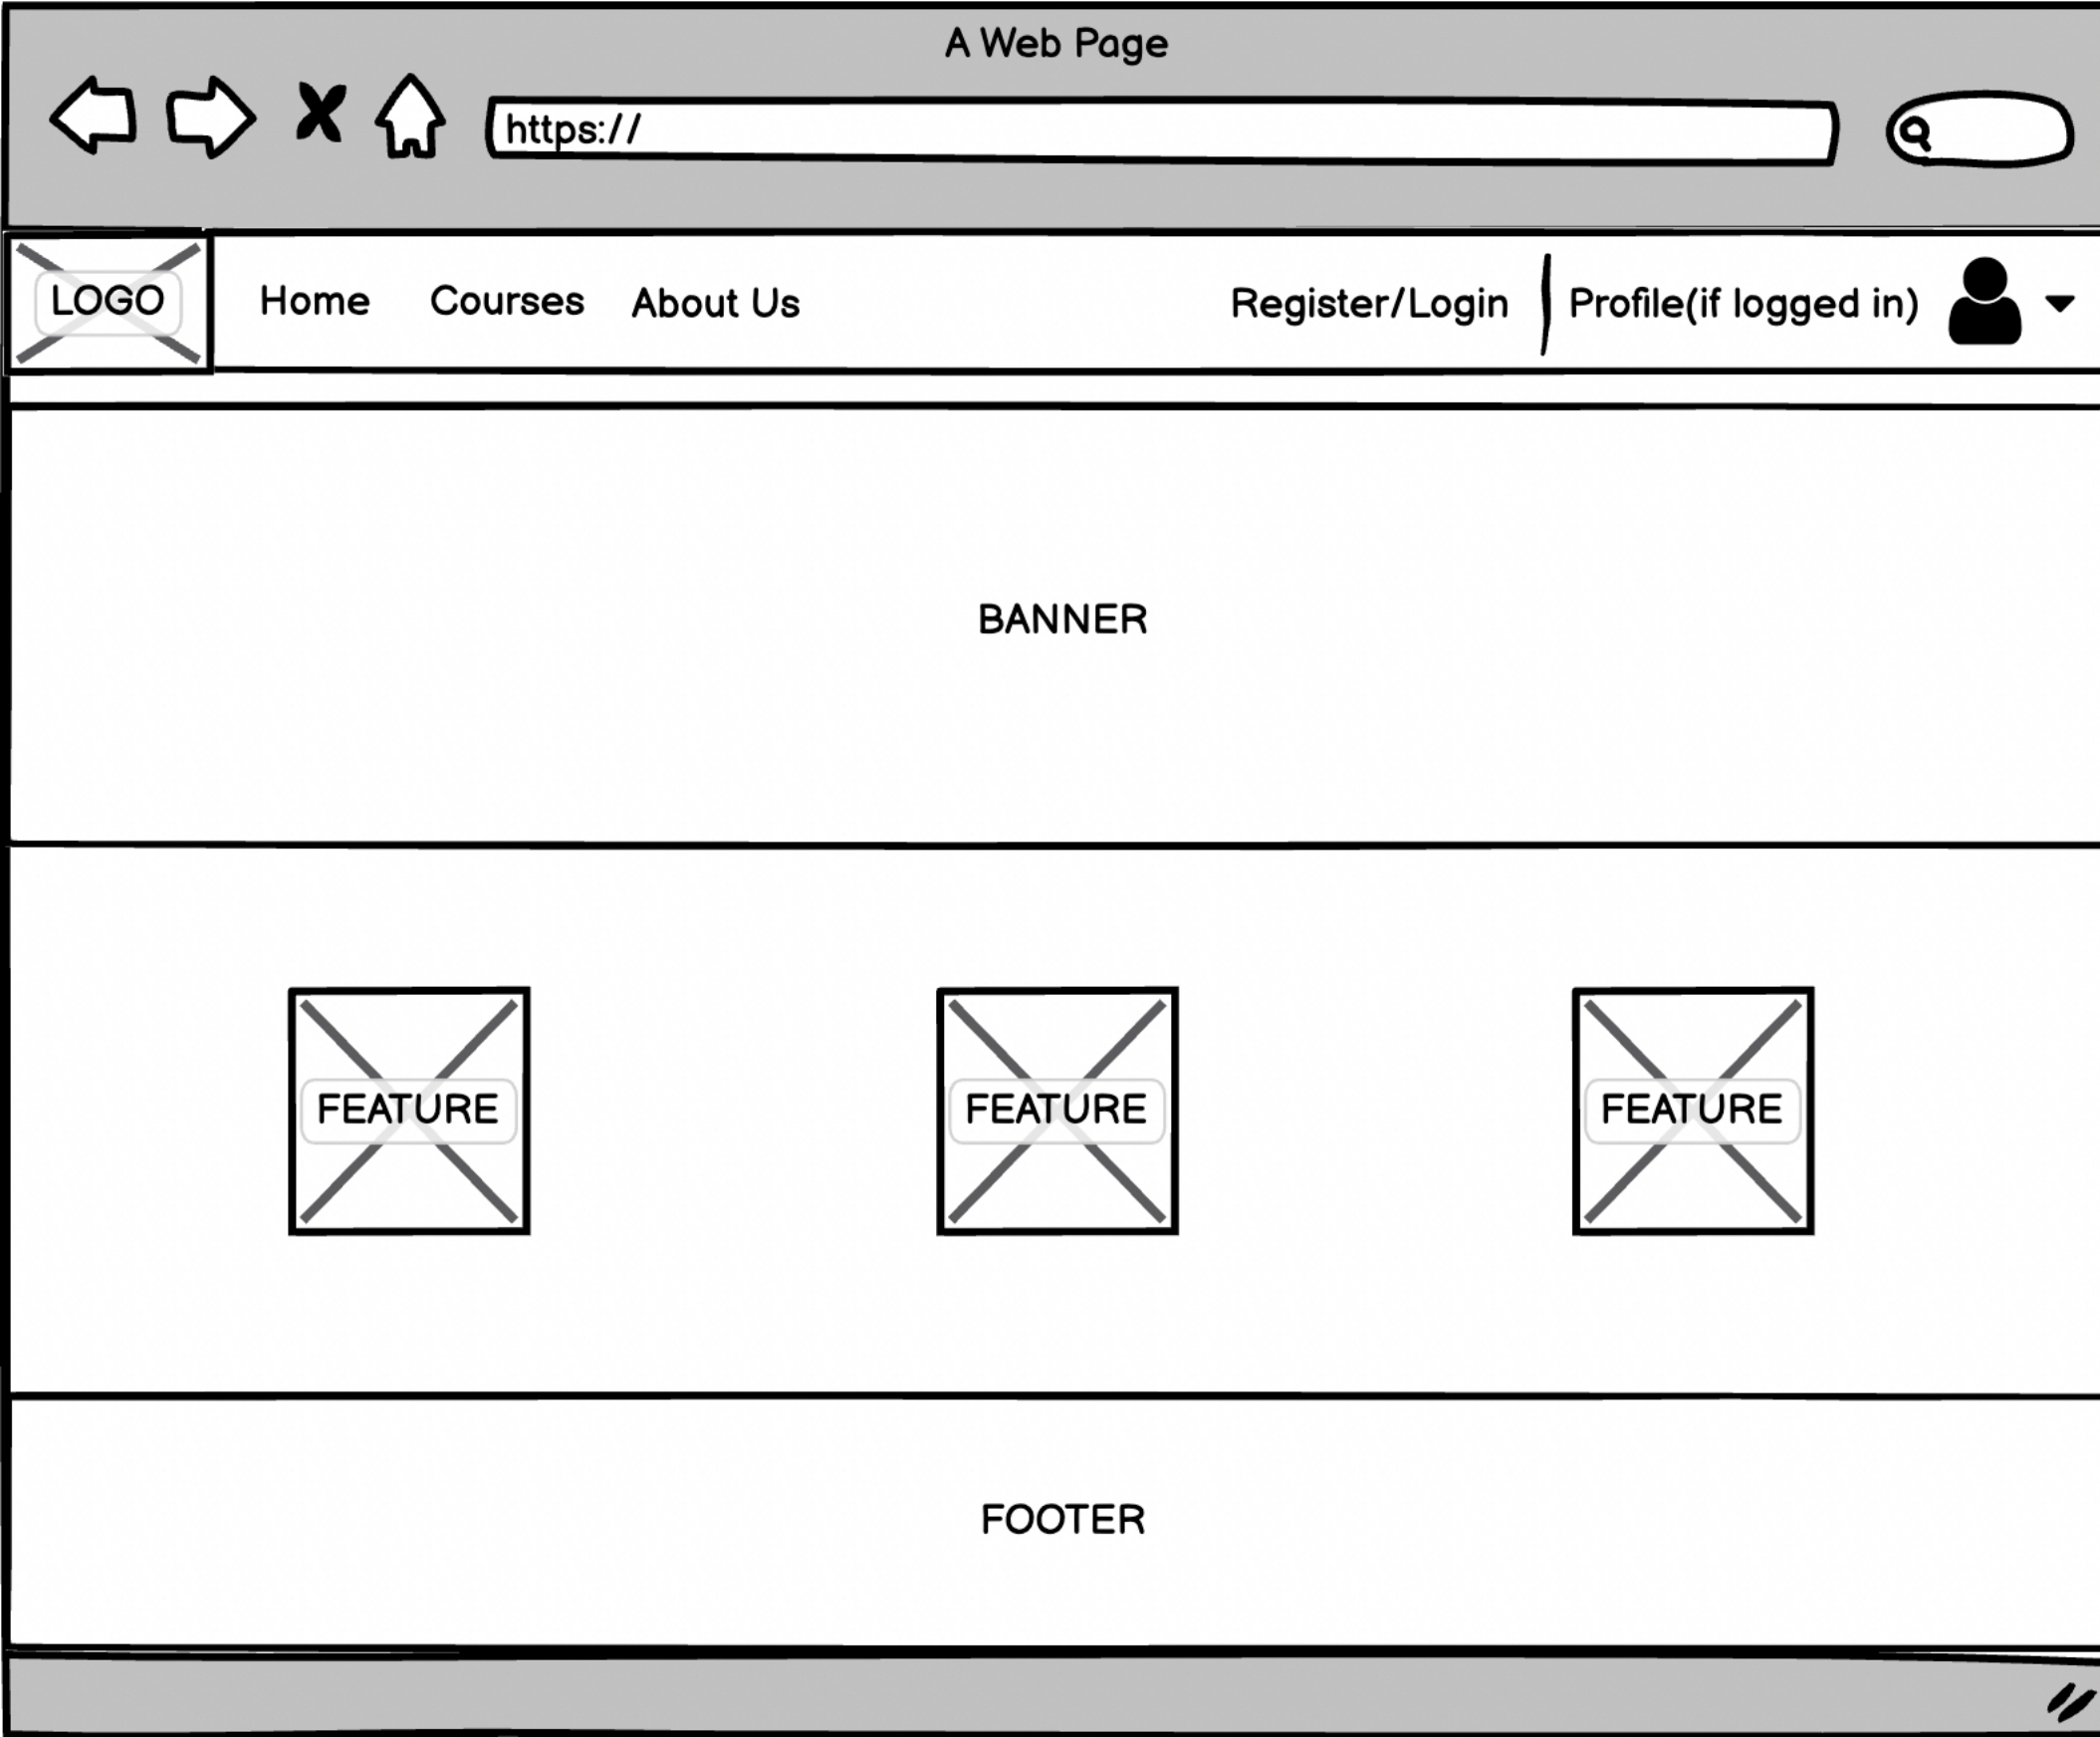 A Web Page
https://
LOGO
Home Courses About Us Register/Login Profile(if logged in)
BANNER
FEATURE FEATURE FEATURE
FOOTER